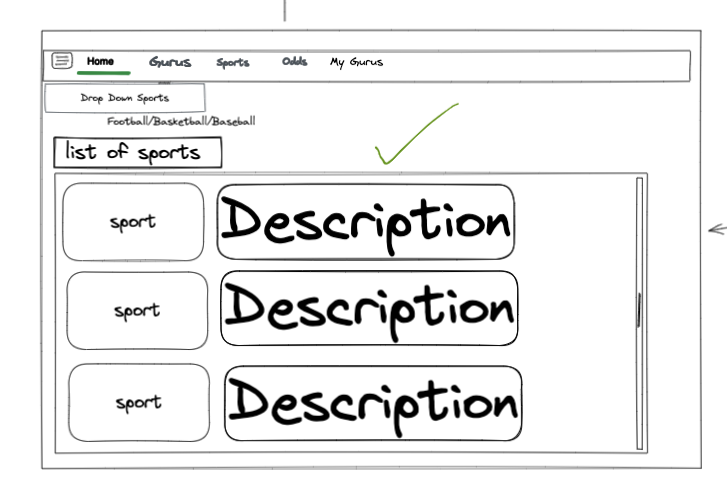 Home Gurus Sports Odds My Gurus
Drop Down Sports
Football/Basketball/Baseball
list of sports
sport Description
sport Description
sport Description